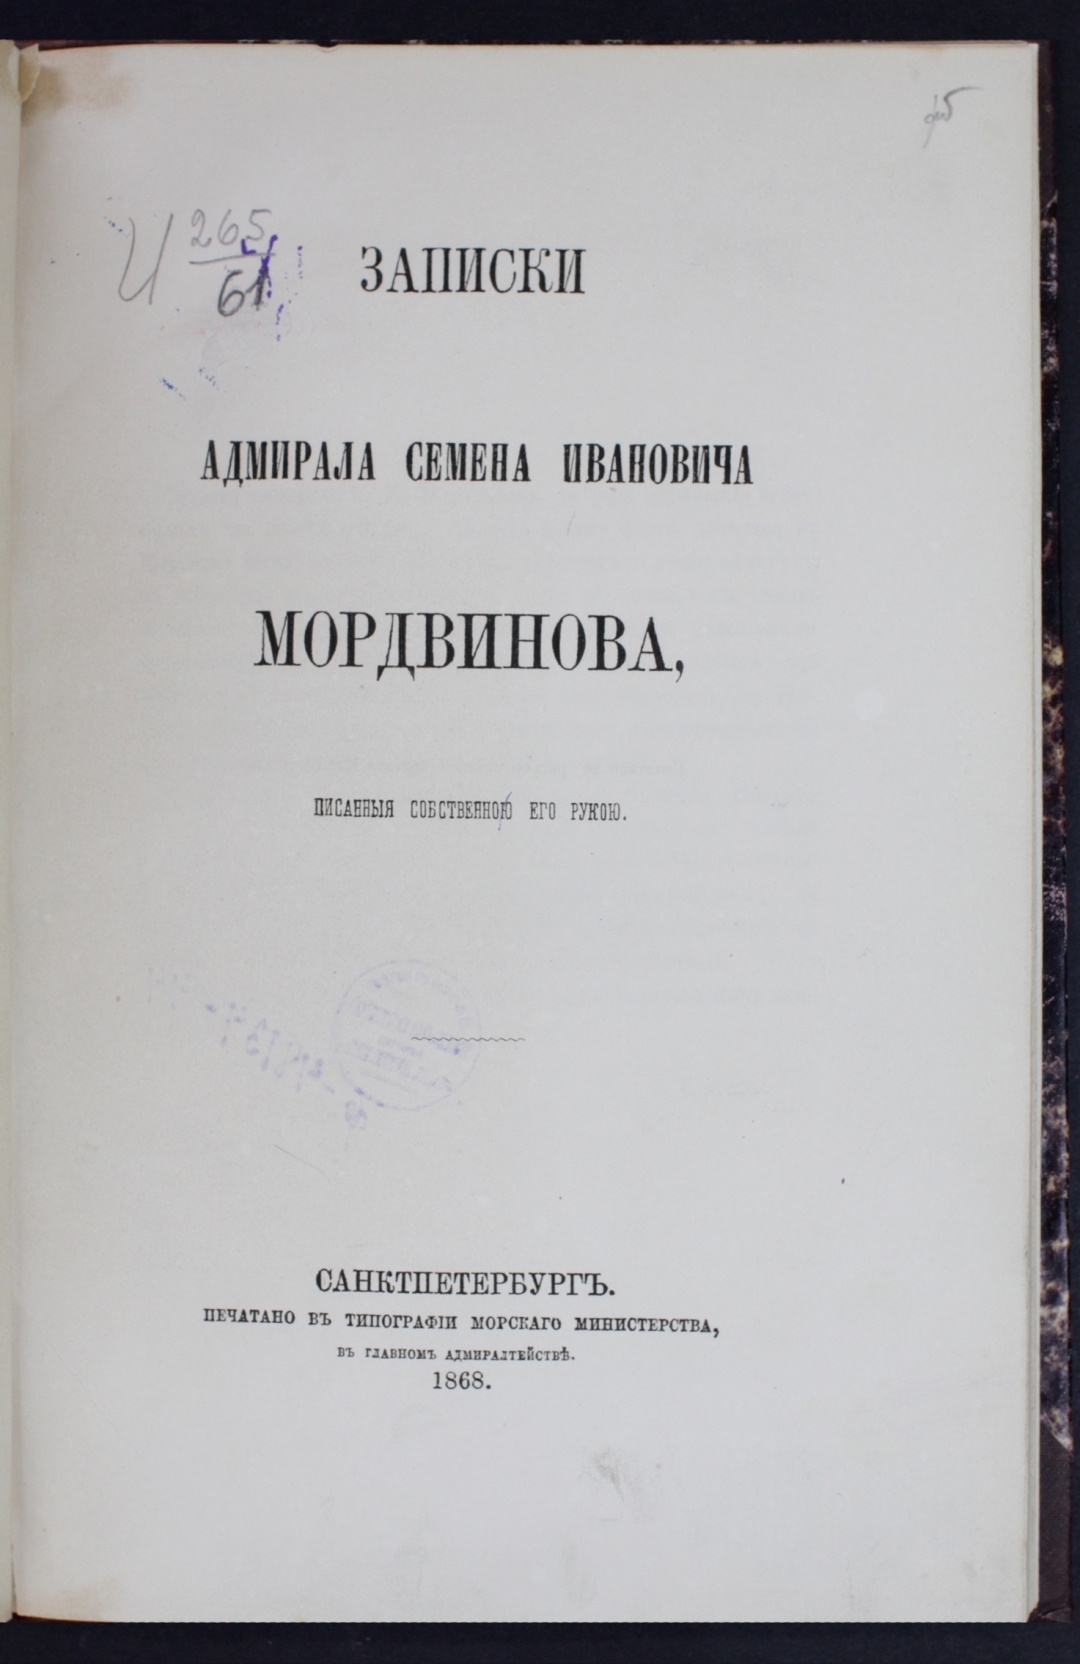 И 265
61
ЗАПИСКИ
АДМИРАЛА СЕМЕНА ИВАНОВИЧА
МОРДВИНОВА,
ПИСАННЫЯ СОБСТВЕННОЮ ЕГО РУКОЮ.
САНКТПЕТЕРБУРГЪ.
ПЕЧАТАНО ВЪ ТИПОГРАФІИ МОРСКАГО МИНИСТЕРСТВА,
ВЪ ГЛАВНОМЪ АДМИРАЛТЕЙСТВѢ.
1868.